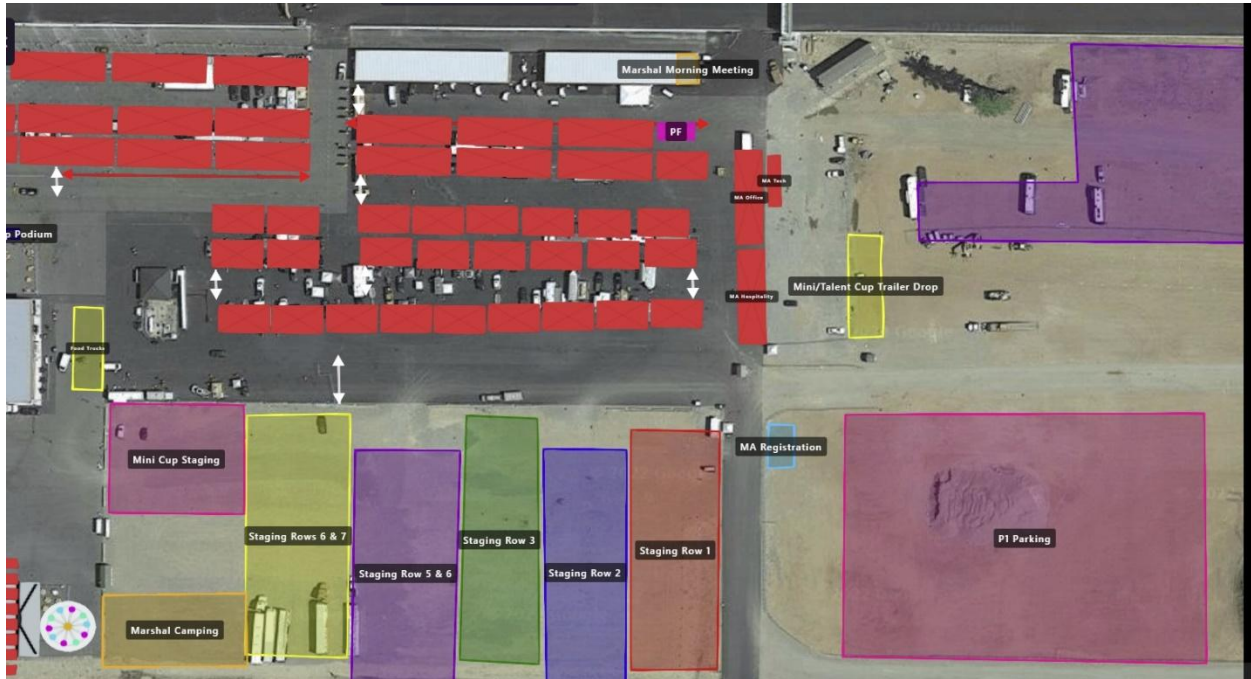 Marshal Morning Meeting
PF
MA Tech
MA Office
p Podium
Mini/Talent Cup Trailer Drop
MA Hospitality
Food Trucks
MA Registration
Mini Cup Staging
Staging Rows 6 & 7
Staging Row 3
P1 Parking
Staging Row 1
Staging Row 5 & 6
Staging Row 2
Marshal Camping